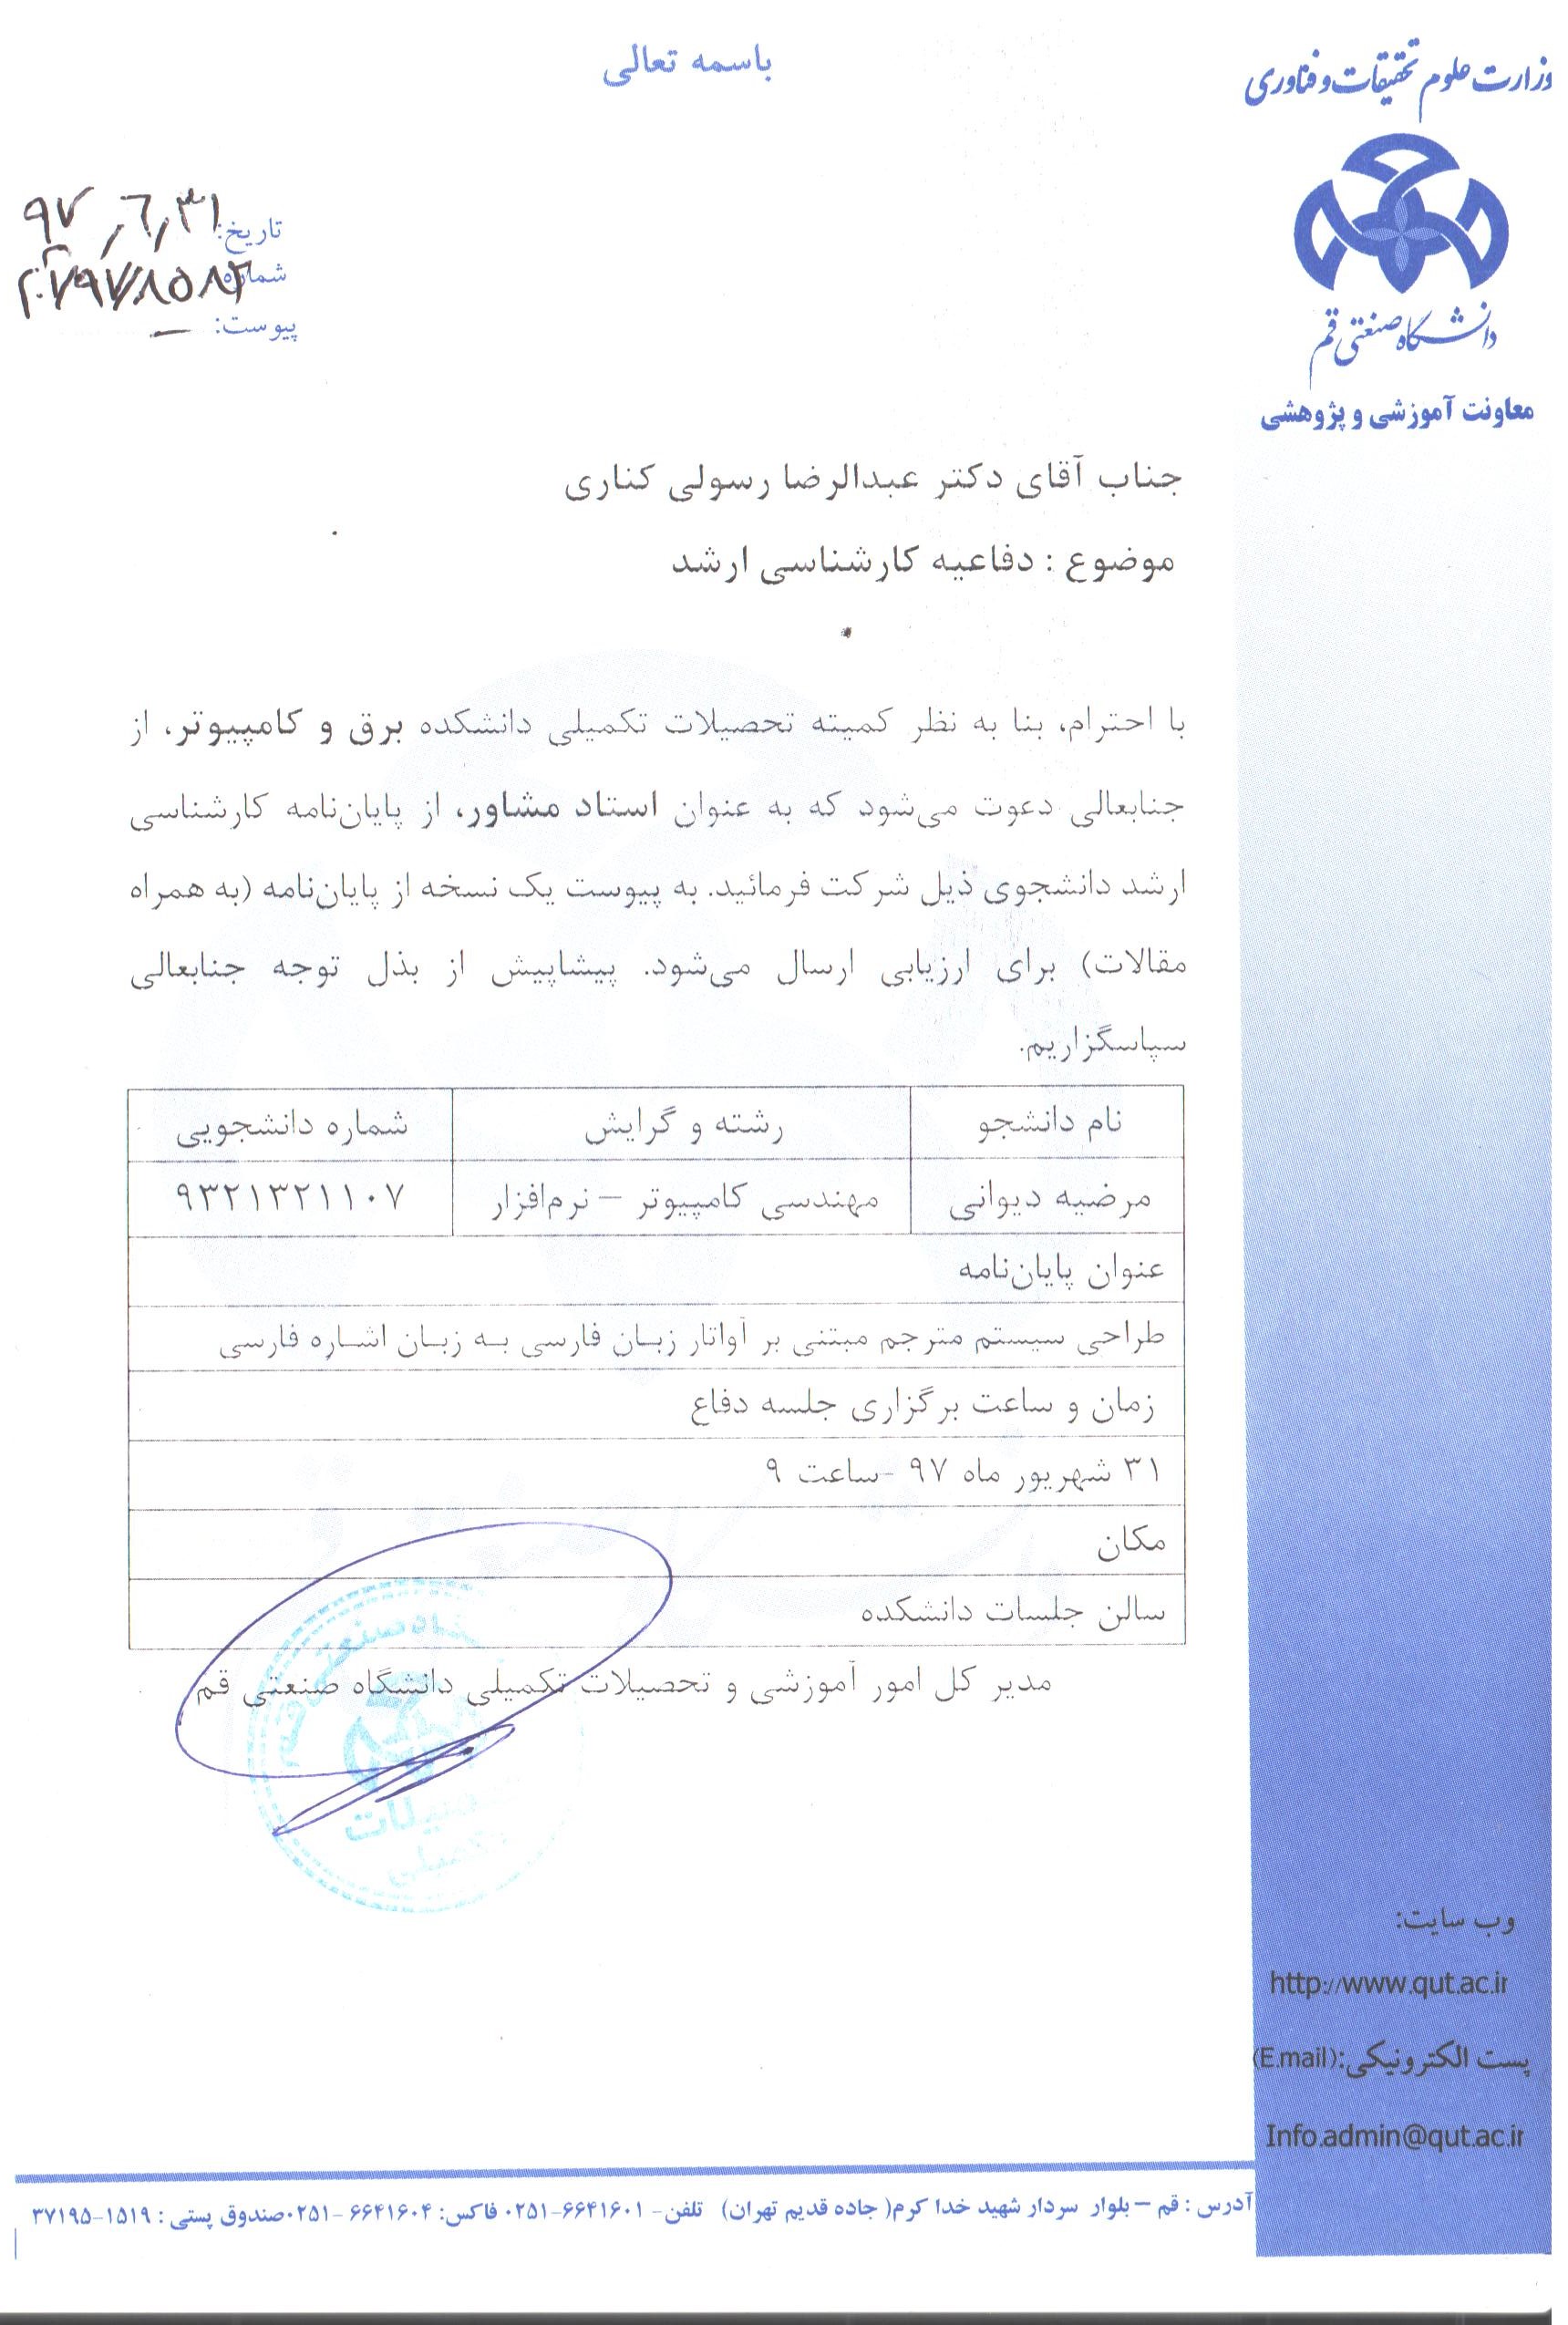 باسمه تعالی
وزارت علوم تحقیقات و فناوری
دانشگاه صنعتی قم
معاونت آموزشی و پژوهشی
تاریخ: ۹۷/۶/۳۱
شماره
پیوست: —
جناب آقای دکتر عبدالرضا رسولی کناری
موضوع : دفاعیه کارشناسی ارشد
با احترام، بنا به نظر کمیته تحصیلات تکمیلی دانشکده برق و کامپیوتر، از
جنابعالی دعوت می‌شود که به عنوان استاد مشاور، از پایان‌نامه کارشناسی
ارشد دانشجوی ذیل شرکت فرمائید. به پیوست یک نسخه از پایان‌نامه (به همراه
مقالات) برای ارزیابی ارسال می‌شود. پیشاپیش از بذل توجه جنابعالی
سپاسگزاریم.
نام دانشجو رشته و گرایش شماره دانشجویی
مرضیه دیوانی مهندسی کامپیوتر – نرم‌افزار ۹۳۲۱۳۲۱۱۰۷
عنوان پایان‌نامه
طراحی سیستم مترجم مبتنی بر آواتار زبان فارسی به زبان اشاره فارسی
زمان و ساعت برگزاری جلسه دفاع
۳۱ شهریور ماه ۹۷ -ساعت ۹
مکان
سالن جلسات دانشکده
مدیر کل امور آموزشی و تحصیلات تکمیلی دانشگاه صنعتی قم
صنعتی قم
تکمیلی
وب سایت:
http://www.qut.ac.ir
پست الکترونیکی:(E.mail)
Info.admin@qut.ac.ir
آدرس : قم – بلوار سردار شهید خدا کرم( جاده قدیم تهران) تلفن- ۶۶۴۱۶۰۱-۰۲۵۱ فاکس: ۶۶۴۱۶۰۴ -۰۲۵۱صندوق پستی : ۱۵۱۹-۳۷۱۹۵